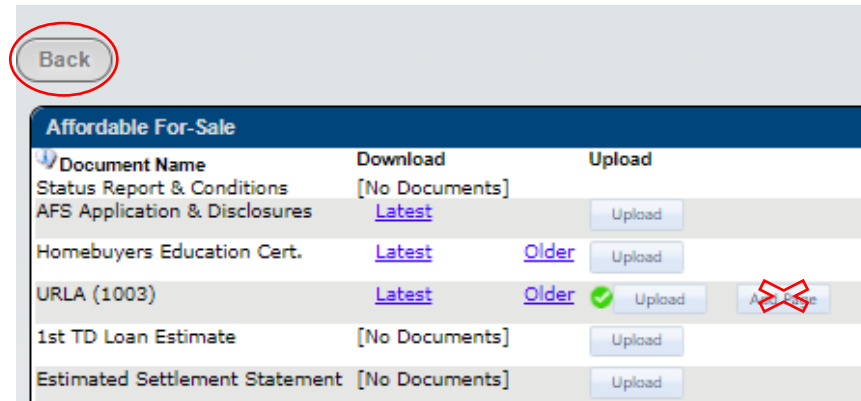 Back
Affordable For-Sale
Document Name Download Upload
Status Report & Conditions [No Documents]
AFS Application & Disclosures Latest Upload
Homebuyers Education Cert. Latest Older Upload
URLA (1003) Latest Older Upload Add Page
1st TD Loan Estimate [No Documents] Upload
Estimated Settlement Statement [No Documents] Upload